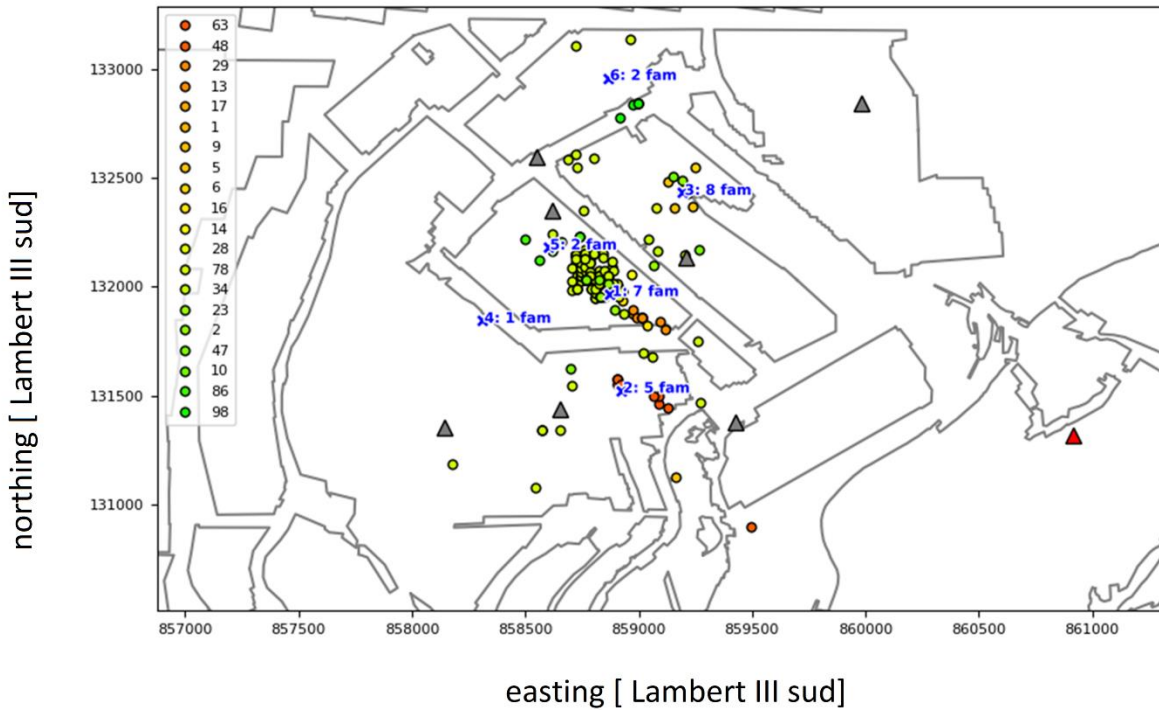 63
48
29
13
17
1
9
5
6
16
14
28
78
34
23
2
47
10
86
98
133000
132500
132000
131500
131000
6: 2 fam
3: 8 fam
5: 2 fam
1: 7 fam
4: 1 fam
2: 5 fam
857000 857500 858000 858500 859000 859500 860000 860500 861000
northing [ Lambert III sud]
easting [ Lambert III sud]